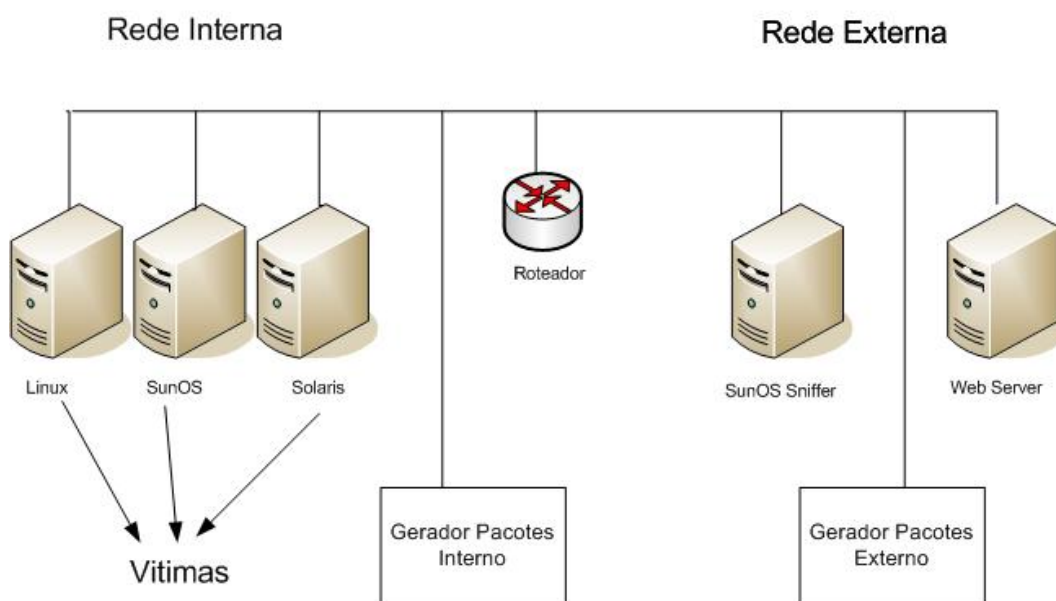 Rede Interna
Rede Externa
Roteador
Linux
SunOS
Solaris
SunOS Sniffer
Web Server
Gerador Pacotes
Interno
Gerador Pacotes
Externo
Vitimas